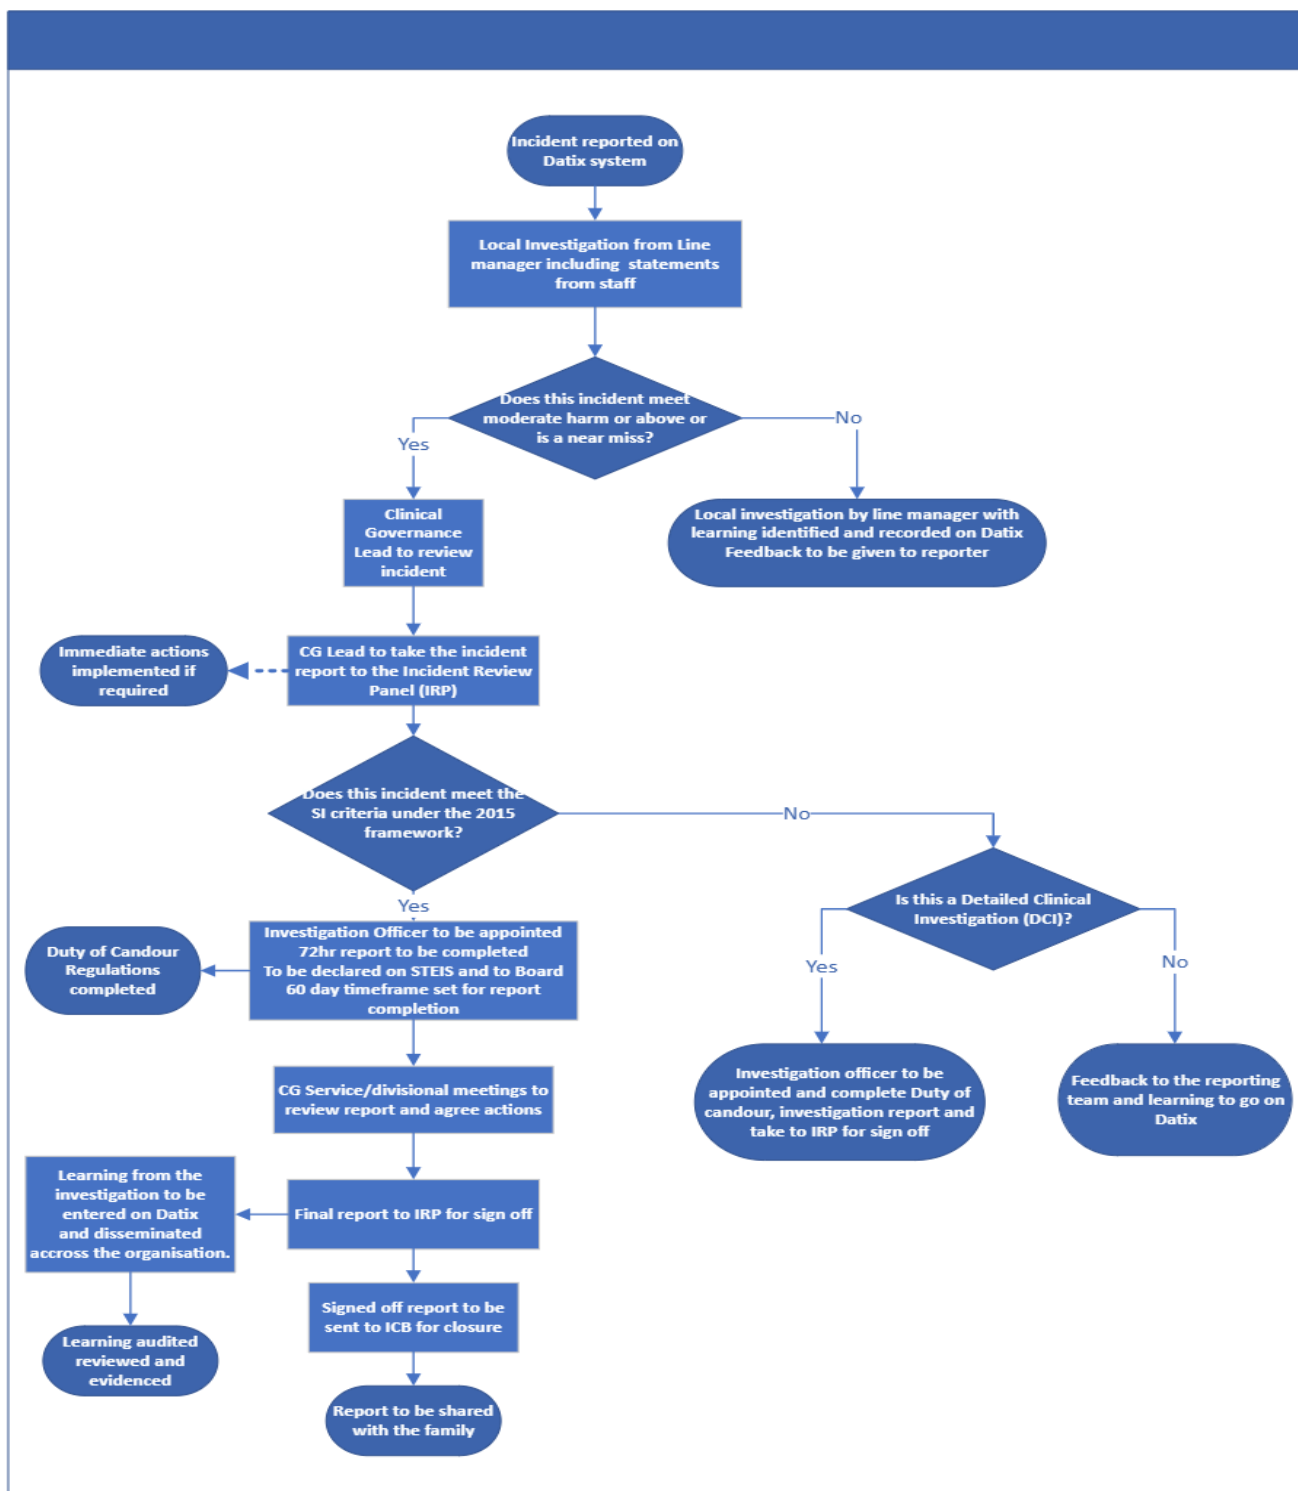 Incident reported on
Datix system
Local Investigation from Line
manager including statements
from staff
Does this incident meet
moderate harm or above or
is a near miss?
Yes
No
Clinical
Governance
Lead to review
incident
Local investigation by line manager with
learning identified and recorded on Datix
Feedback to be given to reporter
Immediate actions
implemented if
required
CG Lead to take the incident
report to the Incident Review
Panel (IRP)
Does this incident meet the
SI criteria under the 2015
framework?
No
Yes
Is this a Detailed Clinical
Investigation (DCI)?
Yes
No
Duty of Candour
Regulations
completed
Investigation Officer to be appointed
72hr report to be completed
To be declared on STEIS and to Board
60 day timeframe set for report
completion
Investigation officer to be
appointed and complete Duty of
candour, investigation report and
take to IRP for sign off
Feedback to the reporting
team and learning to go on
Datix
CG Service/divisional meetings to
review report and agree actions
Learning from the
investigation to be
entered on Datix
and disseminated
accross the organisation.
Final report to IRP for sign off
Signed off report to be
sent to ICB for closure
Learning audited
reviewed and
evidenced
Report to be shared
with the family